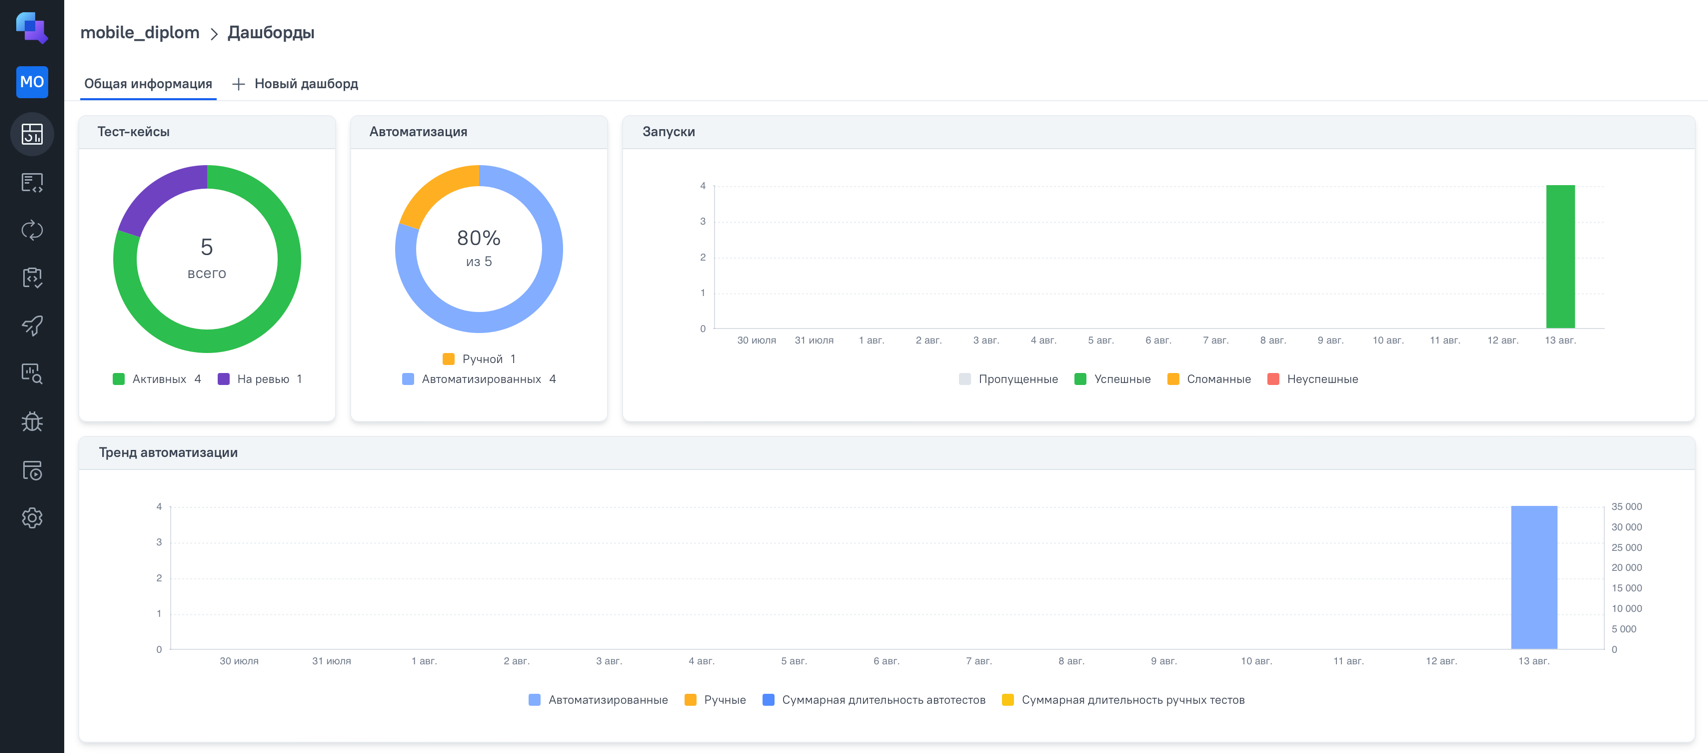 mobile_diplom > Дашборды
МО
Общая информация + Новый дашборд
Тест-кейсы
5
всего
Активных 4 На ревью 1
Автоматизация
80%
из 5
Ручной 1
Автоматизированных 4
Запуски
4
3
2
1
0
30 июля 31 июля 1 авг. 2 авг. 3 авг. 4 авг. 5 авг. 6 авг. 7 авг. 8 авг. 9 авг. 10 авг. 11 авг. 12 авг. 13 авг.
Пропущенные Успешные Сломанные Неуспешные
Тренд автоматизации
4
3
2
1
0
35 000
30 000
25 000
20 000
15 000
10 000
5 000
0
30 июля 31 июля 1 авг. 2 авг. 3 авг. 4 авг. 5 авг. 6 авг. 7 авг. 8 авг. 9 авг. 10 авг. 11 авг. 12 авг. 13 авг.
Автоматизированные Ручные Суммарная длительность автотестов Суммарная длительность ручных тестов